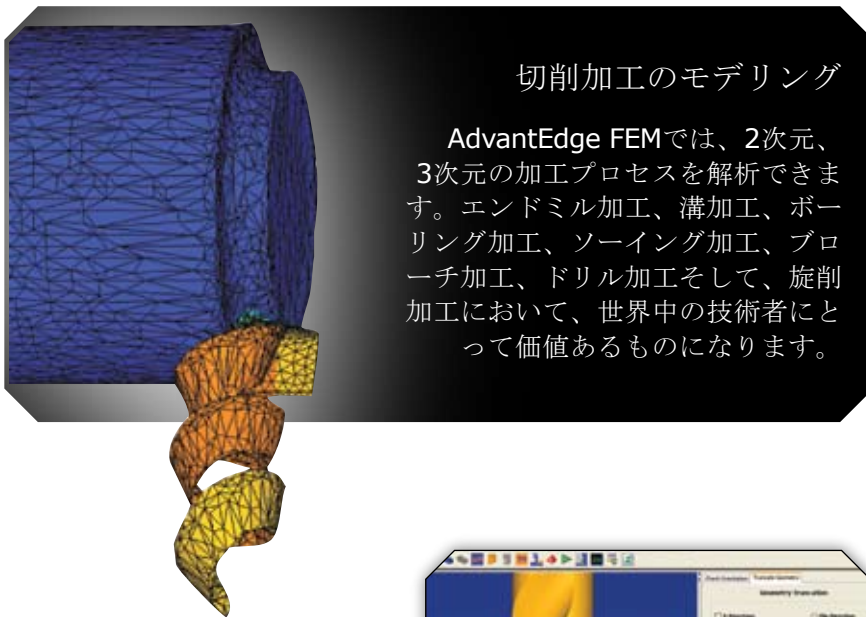 切削加工のモデリング
AdvantEdge FEMでは、2次元、
3次元の加工プロセスを解析できま
す。エンドミル加工、溝加工、ボー
リング加工、ソーイング加工、ブロ
ーチ加工、ドリル加工そして、旋削
加工において、世界中の技術者にと
って価値あるものになります。